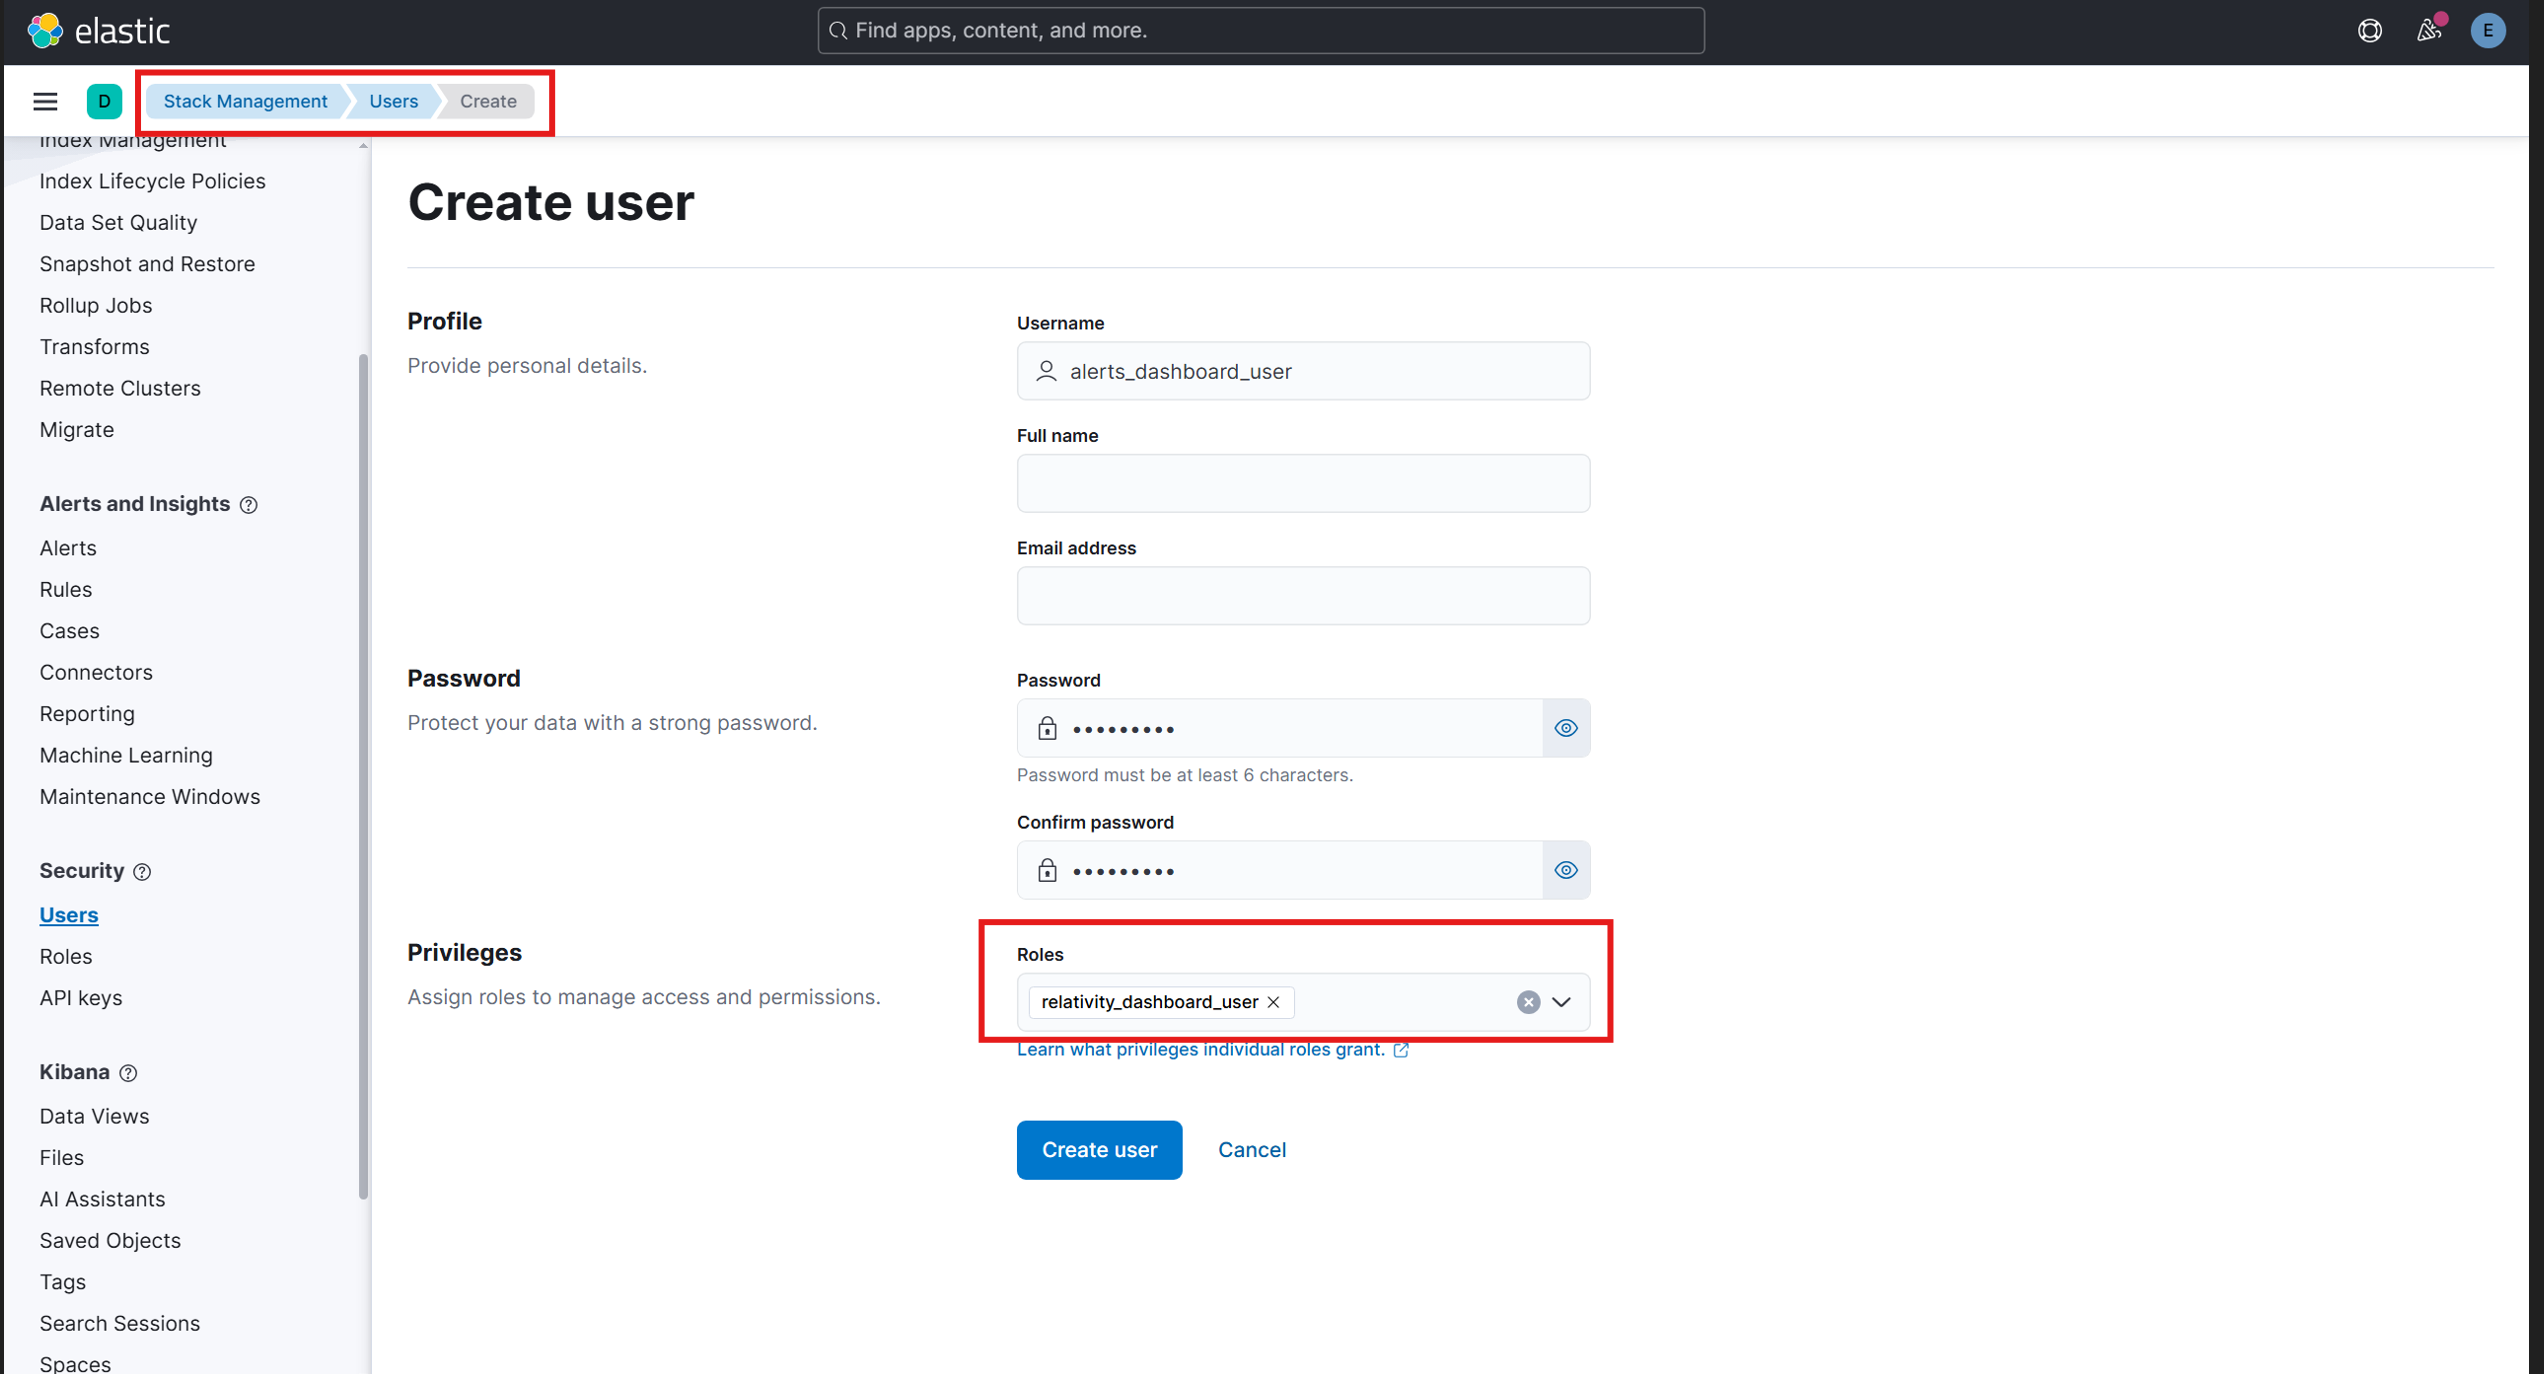 elastic
Find apps, content, and more.
E
D
Stack Management
Users
Create
Index Management
Index Lifecycle Policies
Data Set Quality
Snapshot and Restore
Rollup Jobs
Transforms
Remote Clusters
Migrate
Alerts and Insights
Alerts
Rules
Cases
Connectors
Reporting
Machine Learning
Maintenance Windows
Security
Users
Roles
API keys
Kibana
Data Views
Files
AI Assistants
Saved Objects
Tags
Search Sessions
Spaces
Create user
Profile
Provide personal details.
Username
alerts_dashboard_user
Full name
Email address
Password
Protect your data with a strong password.
Password
•••••••••
Password must be at least 6 characters.
Confirm password
•••••••••
Privileges
Assign roles to manage access and permissions.
Roles
relativity_dashboard_user
Learn what privileges individual roles grant.
Create user
Cancel